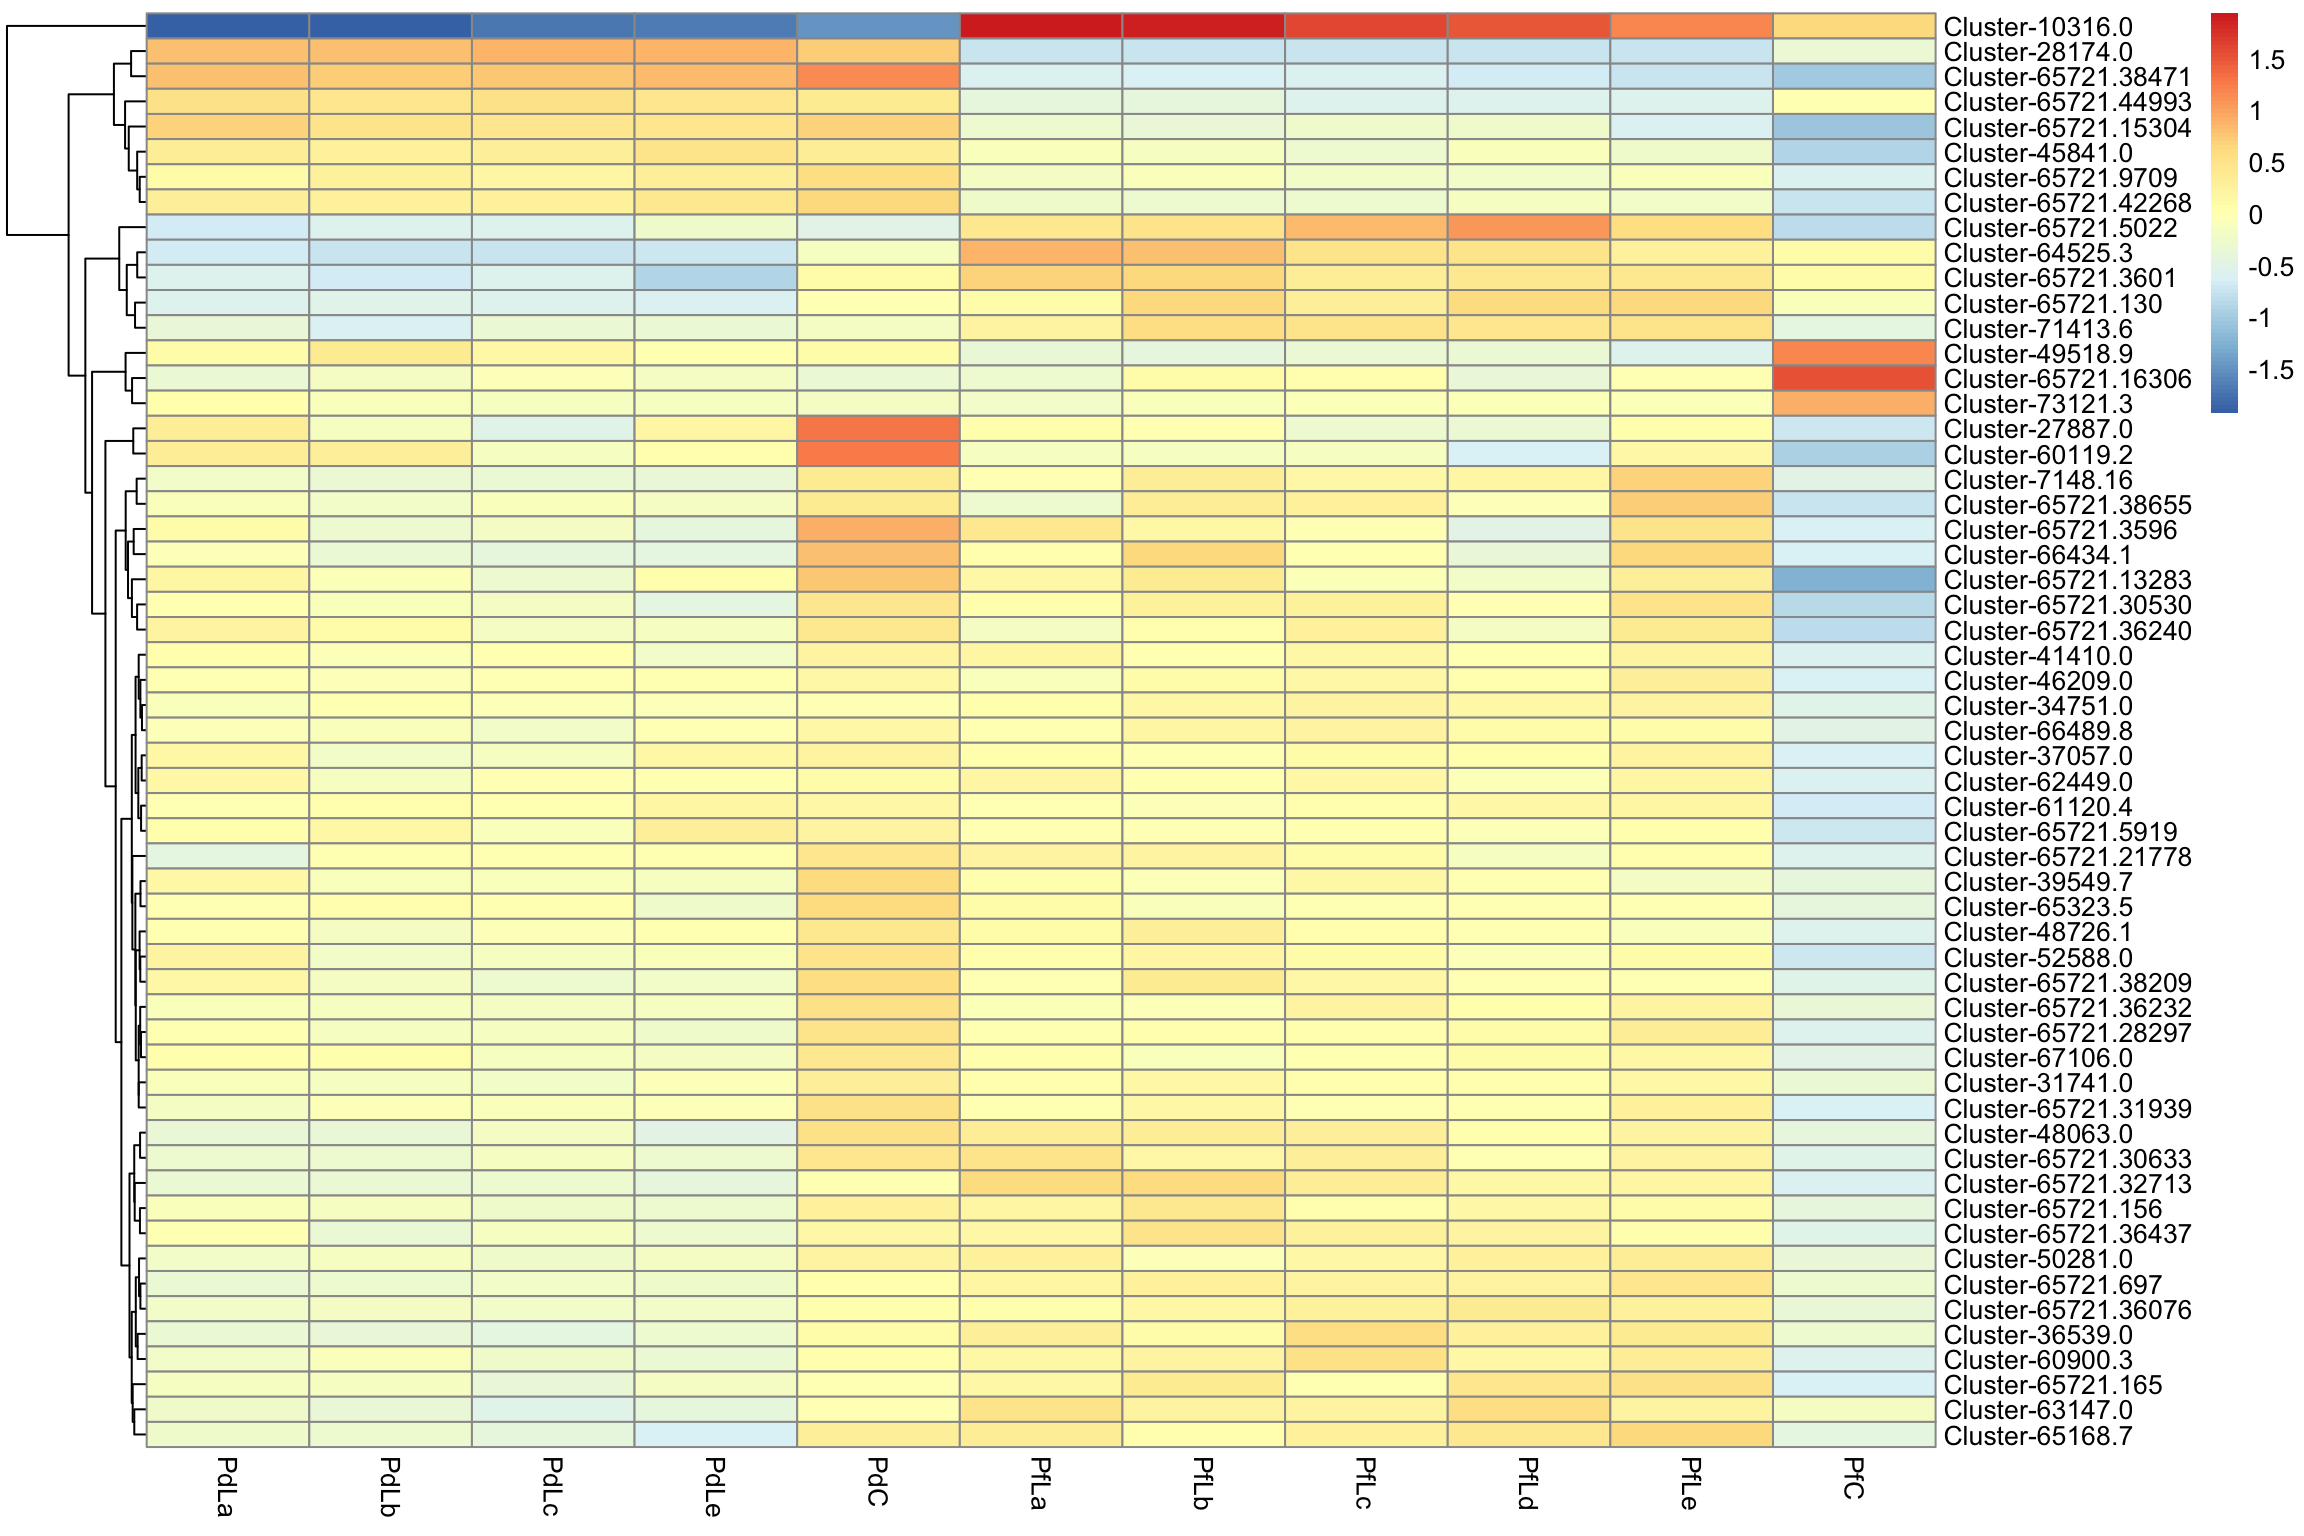 Cluster-10316.0
Cluster-28174.0
Cluster-65721.38471
Cluster-65721.44993
Cluster-65721.15304
Cluster-45841.0
Cluster-65721.9709
Cluster-65721.42268
Cluster-65721.5022
Cluster-64525.3
Cluster-65721.3601
Cluster-65721.130
Cluster-71413.6
Cluster-49518.9
Cluster-65721.16306
Cluster-73121.3
Cluster-27887.0
Cluster-60119.2
Cluster-7148.16
Cluster-65721.38655
Cluster-65721.3596
Cluster-66434.1
Cluster-65721.13283
Cluster-65721.30530
Cluster-65721.36240
Cluster-41410.0
Cluster-46209.0
Cluster-34751.0
Cluster-66489.8
Cluster-37057.0
Cluster-62449.0
Cluster-61120.4
Cluster-65721.5919
Cluster-65721.21778
Cluster-39549.7
Cluster-65323.5
Cluster-48726.1
Cluster-52588.0
Cluster-65721.38209
Cluster-65721.36232
Cluster-65721.28297
Cluster-67106.0
Cluster-31741.0
Cluster-65721.31939
Cluster-48063.0
Cluster-65721.30633
Cluster-65721.32713
Cluster-65721.156
Cluster-65721.36437
Cluster-50281.0
Cluster-65721.697
Cluster-65721.36076
Cluster-36539.0
Cluster-60900.3
Cluster-65721.165
Cluster-63147.0
Cluster-65168.7
1.5
1
0.5
0
-0.5
-1
-1.5
PdLa
PdLb
PdLc
PdLe
PdC
PfLa
PfLb
PfLc
PfLd
PfLe
PfC